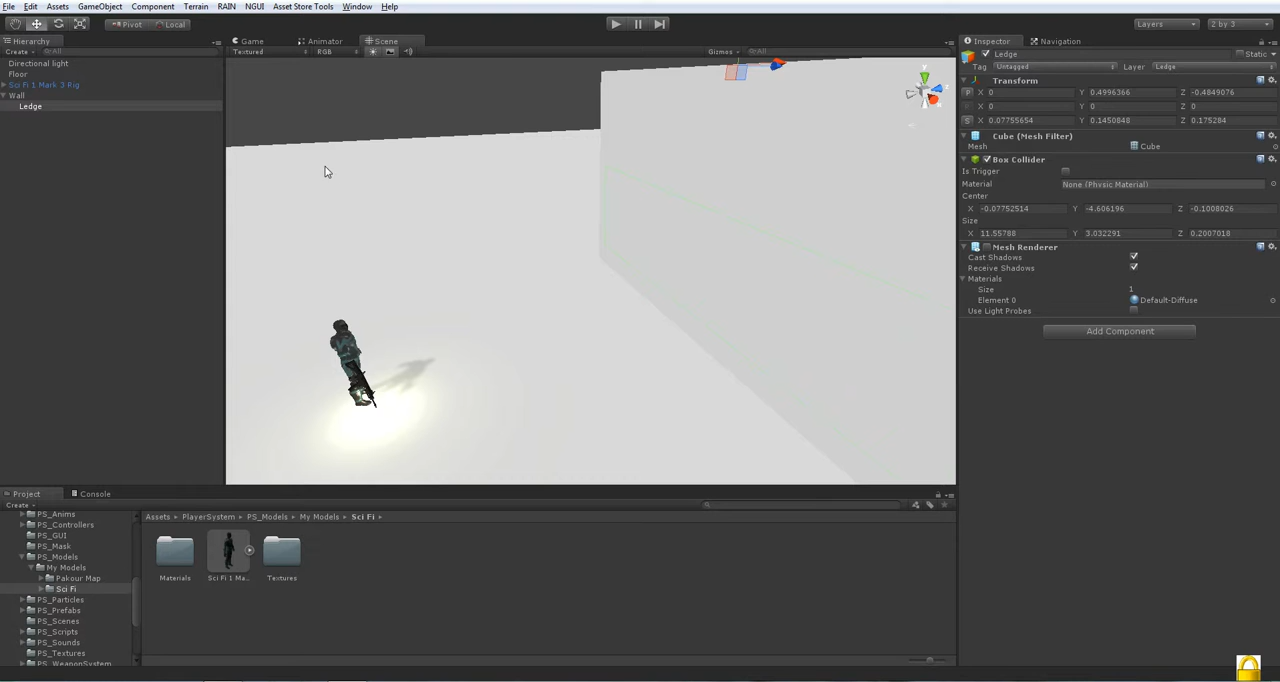 File Edit Assets GameObject Component Terrain RAIN NGUI Asset Store Tools Window Help
Pivot Local Layers 2 by 3
Hierarchy Game Animator Scene Inspector Navigation
Create All Textured RGB Gizmos All
Ledge Static
Directional light
Tag Untagged Layer Ledge
Floor
Sci Fi 1 Mark 3 Rig
Wall
Ledge
Transform
P X 0 Y 0.4996366 Z -0.4849076
X 0 Y 0 Z 0
S X 0.07755654 Y 0.1450848 Z 0.175284
Cube (Mesh Filter)
Mesh Cube
Box Collider
Is Trigger
Material None (Physic Material)
Center
X -0.07752514 Y -4.606196 Z -0.1008026
Size
X 11.55788 Y 3.032291 Z 0.2007018
Mesh Renderer
Cast Shadows
Receive Shadows
Materials
Size 1
Element 0 Default-Diffuse
Use Light Probes
Add Component
y
Project Console
Create
PS_Anims
PS_Controllers
PS_GUI
PS_Mask
PS_Models
My Models
Pakour Map
Sci Fi
PS_Particles
PS_Prefabs
PS_Scenes
PS_Scripts
PS_Sounds
PS_Textures
PS_WeaponSystem
Assets PlayerSystem PS_Models My Models Sci Fi
Materials Sci Fi 1 Ma... Textures